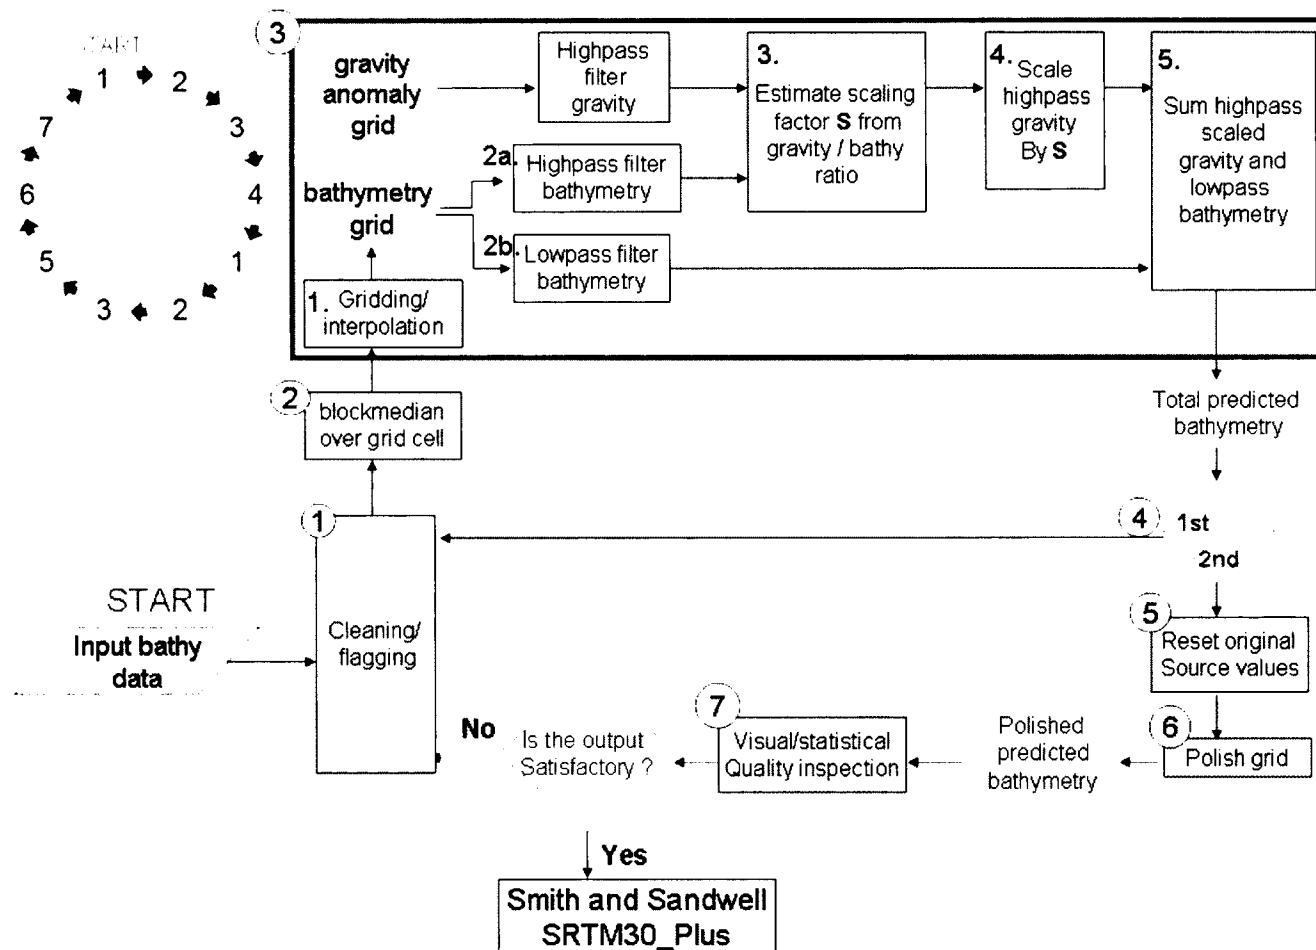 START
1
2
3
4
1
2
3
5
6
7
3
gravity
anomaly
grid
Highpass
filter
gravity
3.
Estimate scaling
factor S from
gravity / bathy
ratio
4.
Scale
highpass
gravity
By S
5.
Sum highpass
scaled
gravity and
lowpass
bathymetry
2a.
Highpass filter
bathymetry
bathymetry
grid
2b.
Lowpass filter
bathymetry
1. Gridding/
interpolation
2
blockmedian
over grid cell
Total predicted
bathymetry
1
Cleaning/
flagging
4
1st
2nd
START
Input bathy
data
5
Reset original
Source values
6
Polish grid
Polished
predicted
bathymetry
7
Visual/statistical
Quality inspection
Is the output
Satisfactory ?
No
Yes
Smith and Sandwell
SRTM30_Plus